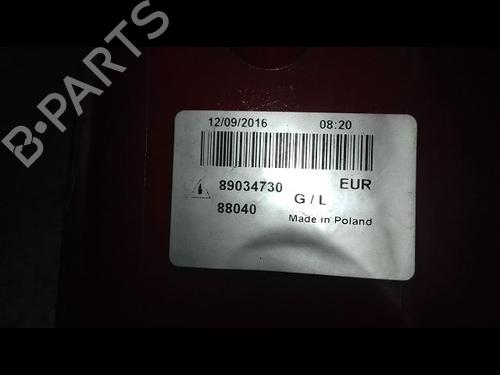 B-PARTS
12/09/2016 08:20
89034730 EUR
88040 G / L
Made in Poland